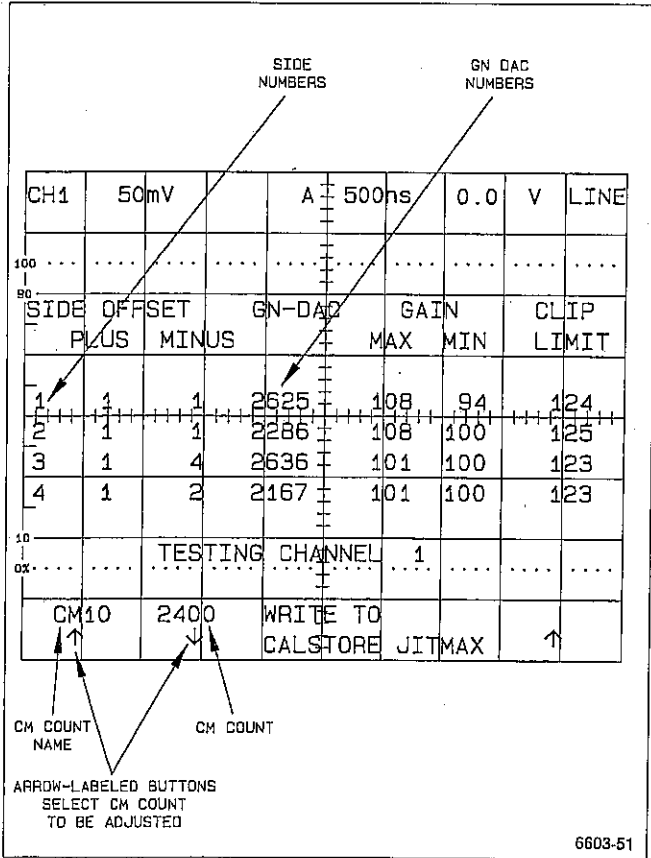 SIDE
NUMBERS
GN DAC
NUMBERS
CH1 50mV A 500ns 0.0 V LINE
100
90
SIDE OFFSET GN-DAC GAIN CLIP
PLUS MINUS MAX MIN LIMIT
1 1 1 2625 108 94 124
2 1 1 2286 108 100 125
3 1 4 2636 101 100 123
4 1 2 2167 101 100 123
10
TESTING CHANNEL 1
0%
CM10 2400 WRITE TO
↑ ↓ CALSTORE JITMAX ↑
CM COUNT
NAME
CM COUNT
ARROW-LABELED BUTTONS
SELECT CM COUNT
TO BE ADJUSTED
6603-51